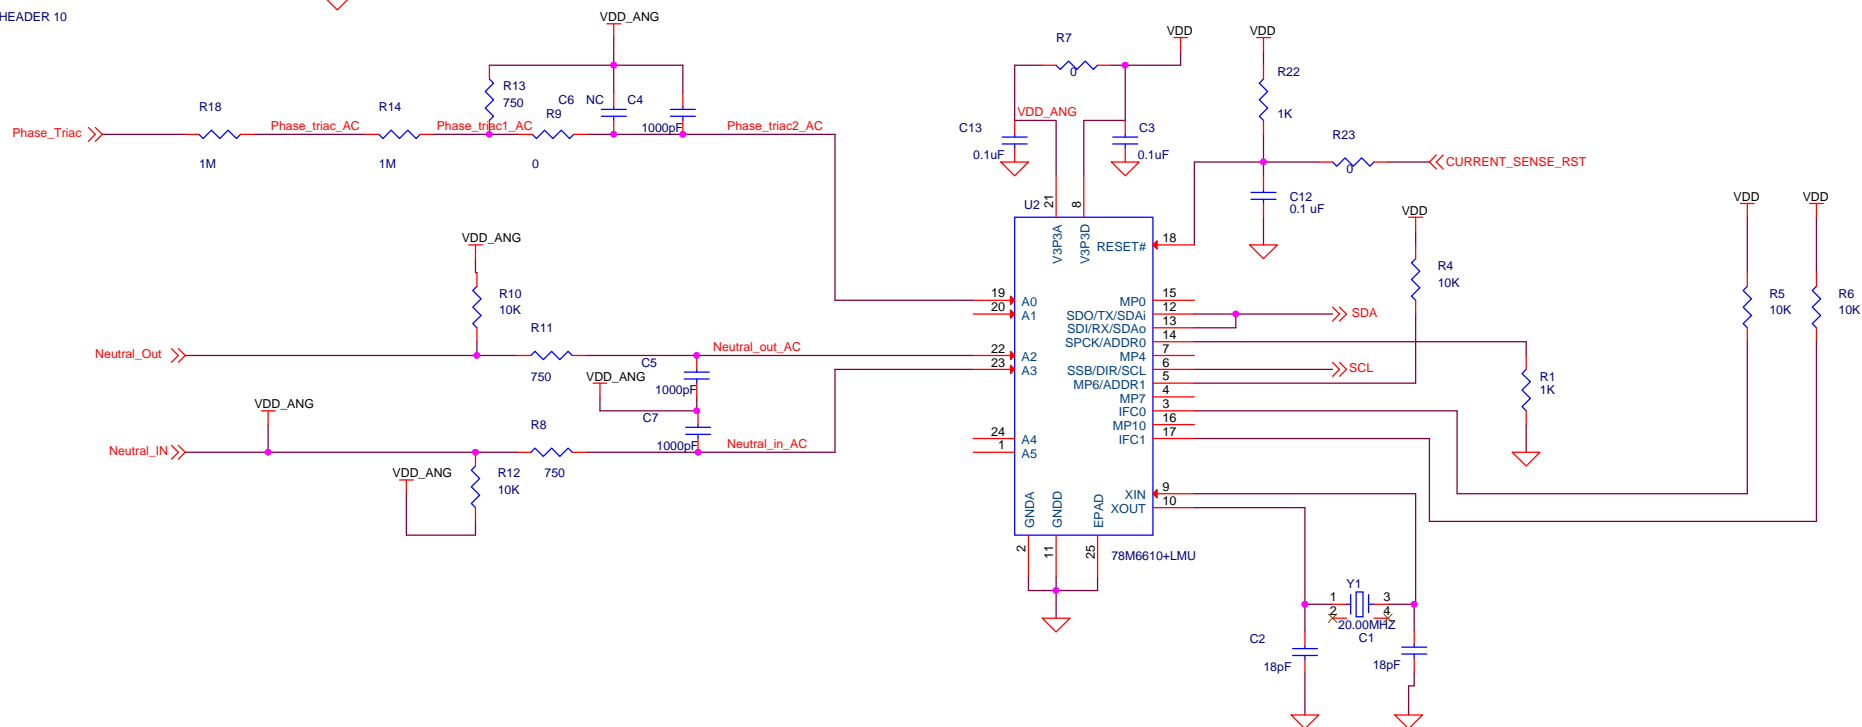 HEADER 10
VDD_ANG
R13
750
C6
NC
C4
R9
1000pF
R18
Phase_Triac
Phase_triac_AC
1M
R14
Phase_triac1_AC
1M
0
Phase_triac2_AC
R7
0
VDD
VDD
R22
1K
VDD_ANG
C13
0.1uF
C3
0.1uF
R23
0
CURRENT_SENSE_RST
C12
0.1 uF
VDD_ANG
R10
10K
Neutral_Out
R11
750
Neutral_out_AC
C5
1000pF
VDD_ANG
C7
1000pF
VDD_ANG
Neutral_IN
R8
750
Neutral_in_AC
VDD_ANG
R12
10K
U2
21
8
V3P3A
V3P3D
RESET#
18
19
A0
20
A1
22
A2
23
A3
24
A4
1
A5
MP0
15
SDO/TX/SDAi
12
SDI/RX/SDAo
13
SPCK/ADDR0
14
MP4
7
SSB/DIR/SCL
6
MP6/ADDR1
5
MP7
4
IFC0
3
MP10
16
IFC1
17
XIN
9
XOUT
10
GNDA
GNDD
EPAD
2
11
25
78M6610+LMU
SDA
SCL
VDD
R4
10K
R1
1K
VDD
R5
10K
VDD
R6
10K
Y1
1
2
3
4
20.00MHZ
C2
18pF
C1
18pF